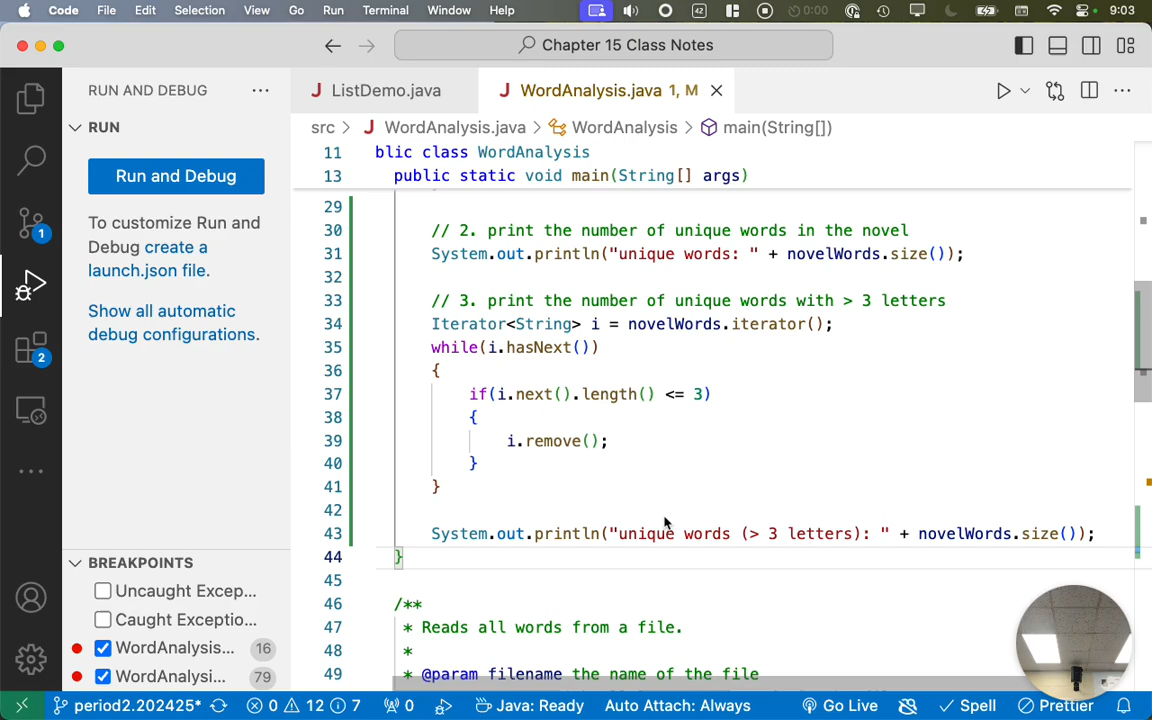 Code File Edit Selection View Go Run Terminal Window Help 42 0:00 9:03
Chapter 15 Class Notes
RUN AND DEBUG ...
ListDemo.java
WordAnalysis.java 1, M
RUN
src > WordAnalysis.java > WordAnalysis > main(String[])
Run and Debug
To customize Run and
Debug create a
launch.json file.
Show all automatic
debug configurations.
1
2
11 blic class WordAnalysis
13 public static void main(String[] args)
29
30 // 2. print the number of unique words in the novel
31 System.out.println("unique words: " + novelWords.size());
32
33 // 3. print the number of unique words with > 3 letters
34 Iterator<String> i = novelWords.iterator();
35 while(i.hasNext())
36 {
37 if(i.next().length() <= 3)
38 {
39 i.remove();
40 }
41 }
42
43 System.out.println("unique words (> 3 letters): " + novelWords.size());
44 }
45
46 /**
47 * Reads all words from a file.
48 *
49 * @param filename the name of the file
BREAKPOINTS
Uncaught Excep...
Caught Exceptio...
WordAnalysis... 16
WordAnalysi... 79
period2.202425* 0 12 7 0 Java: Ready Auto Attach: Always Go Live Spell Prettier